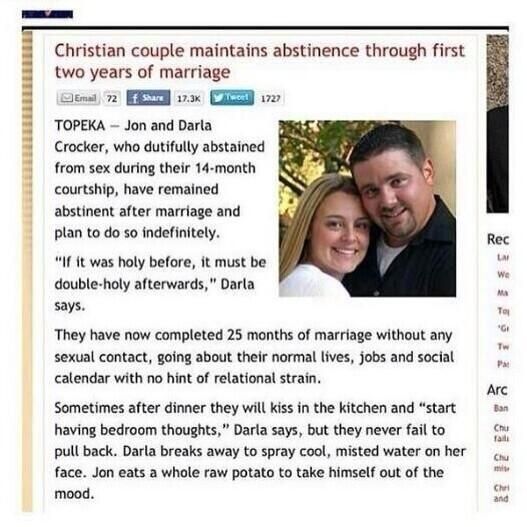 Christian couple maintains abstinence through first
two years of marriage
Email 72 Share 17.3K Tweet 1727
TOPEKA — Jon and Darla
Crocker, who dutifully abstained
from sex during their 14-month
courtship, have remained
abstinent after marriage and
plan to do so indefinitely.
"If it was holy before, it must be
double-holy afterwards," Darla
says.
They have now completed 25 months of marriage without any
sexual contact, going about their normal lives, jobs and social
calendar with no hint of relational strain.
Sometimes after dinner they will kiss in the kitchen and "start
having bedroom thoughts," Darla says, but they never fail to
pull back. Darla breaks away to spray cool, misted water on her
face. Jon eats a whole raw potato to take himself out of the
mood.
Rec
We
Ma
Tw
Arc
Ban
Chu
Chu
Chri
and